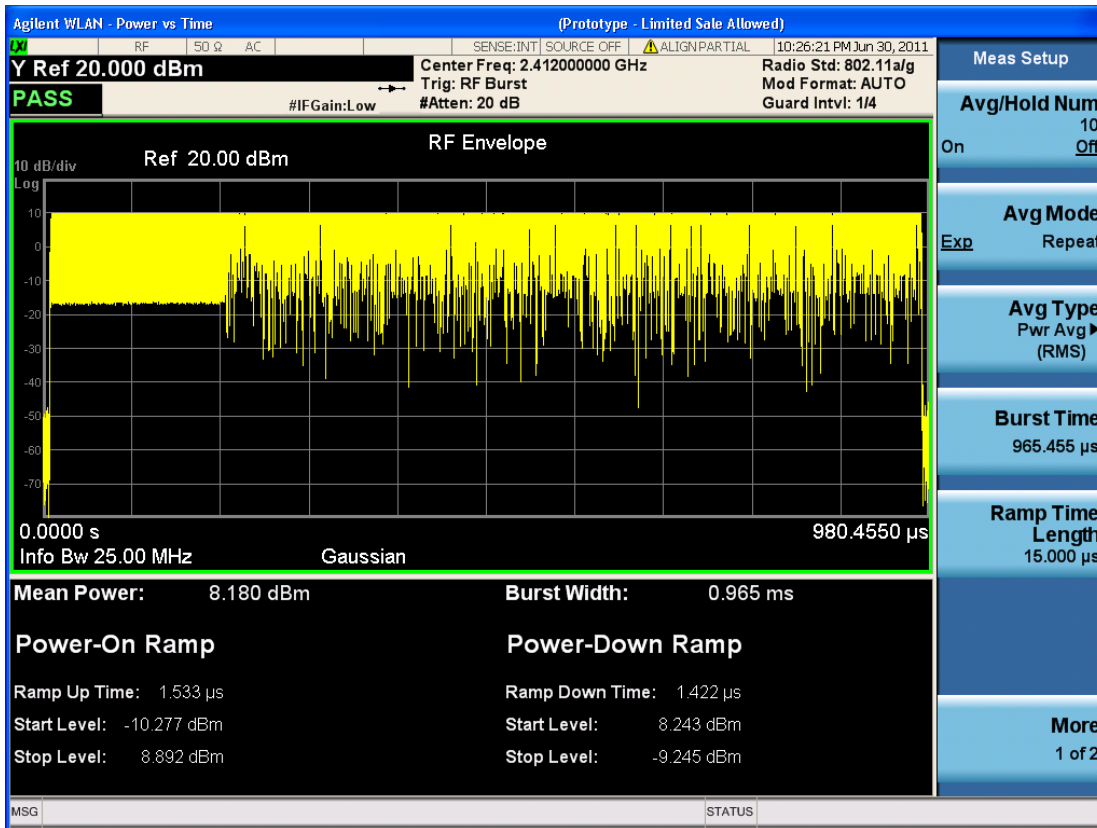 Agilent WLAN - Power vs Time (Prototype - Limited Sale Allowed)
LXI RF 50 Ω AC SENSE:INT SOURCE OFF ALIGN PARTIAL 10:26:21 PM Jun 30, 2011
Y Ref 20.000 dBm
Center Freq: 2.412000000 GHz
Radio Std: 802.11a/g
Trig: RF Burst
Mod Format: AUTO
PASS
#IFGain:Low
#Atten: 20 dB
Guard Intvl: 1/4
RF Envelope
10 dB/div
Ref 20.00 dBm
Log
10
0
-10
-20
-30
-40
-50
-60
-70
0.0000 s
980.4550 µs
Info Bw 25.00 MHz
Gaussian
Mean Power: 8.180 dBm
Burst Width: 0.965 ms
Power-On Ramp
Power-Down Ramp
Ramp Up Time: 1.533 µs
Ramp Down Time: 1.422 µs
Start Level: -10.277 dBm
Start Level: 8.243 dBm
Stop Level: 8.892 dBm
Stop Level: -9.245 dBm
Meas Setup
Avg/Hold Num
10
On Off
Avg Mode
Exp Repeat
Avg Type
Pwr Avg
(RMS)
Burst Time
965.455 µs
Ramp Time
Length
15.000 µs
More
1 of 2
MSG
STATUS